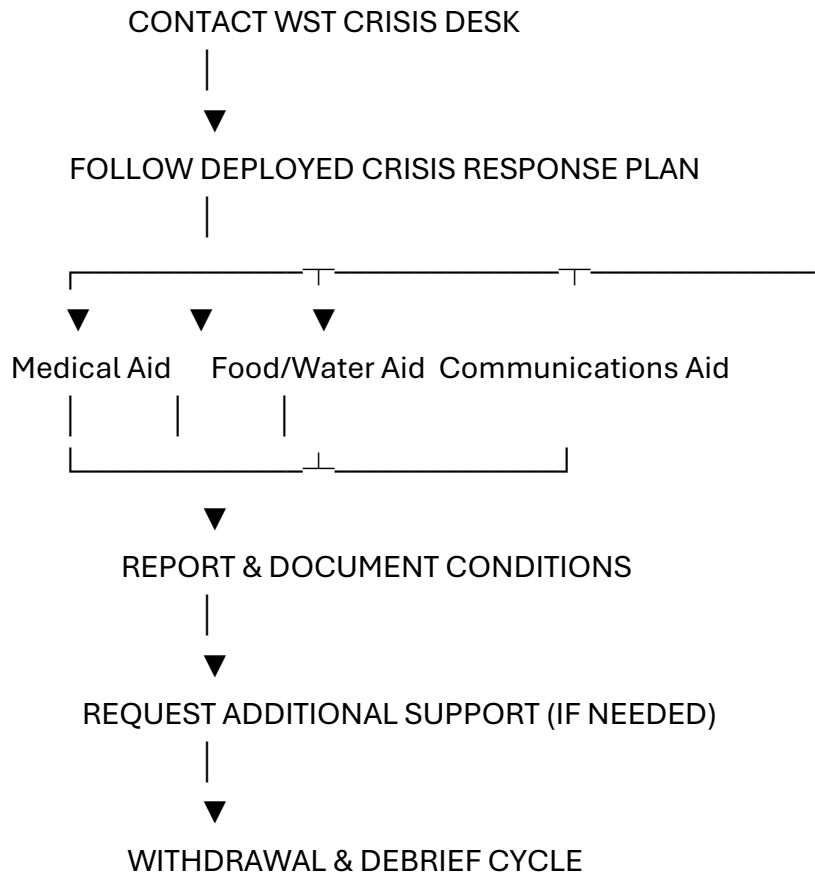 CONTACT WST CRISIS DESK
FOLLOW DEPLOYED CRISIS RESPONSE PLAN
Medical Aid Food/Water Aid Communications Aid
REPORT & DOCUMENT CONDITIONS
REQUEST ADDITIONAL SUPPORT (IF NEEDED)
WITHDRAWAL & DEBRIEF CYCLE